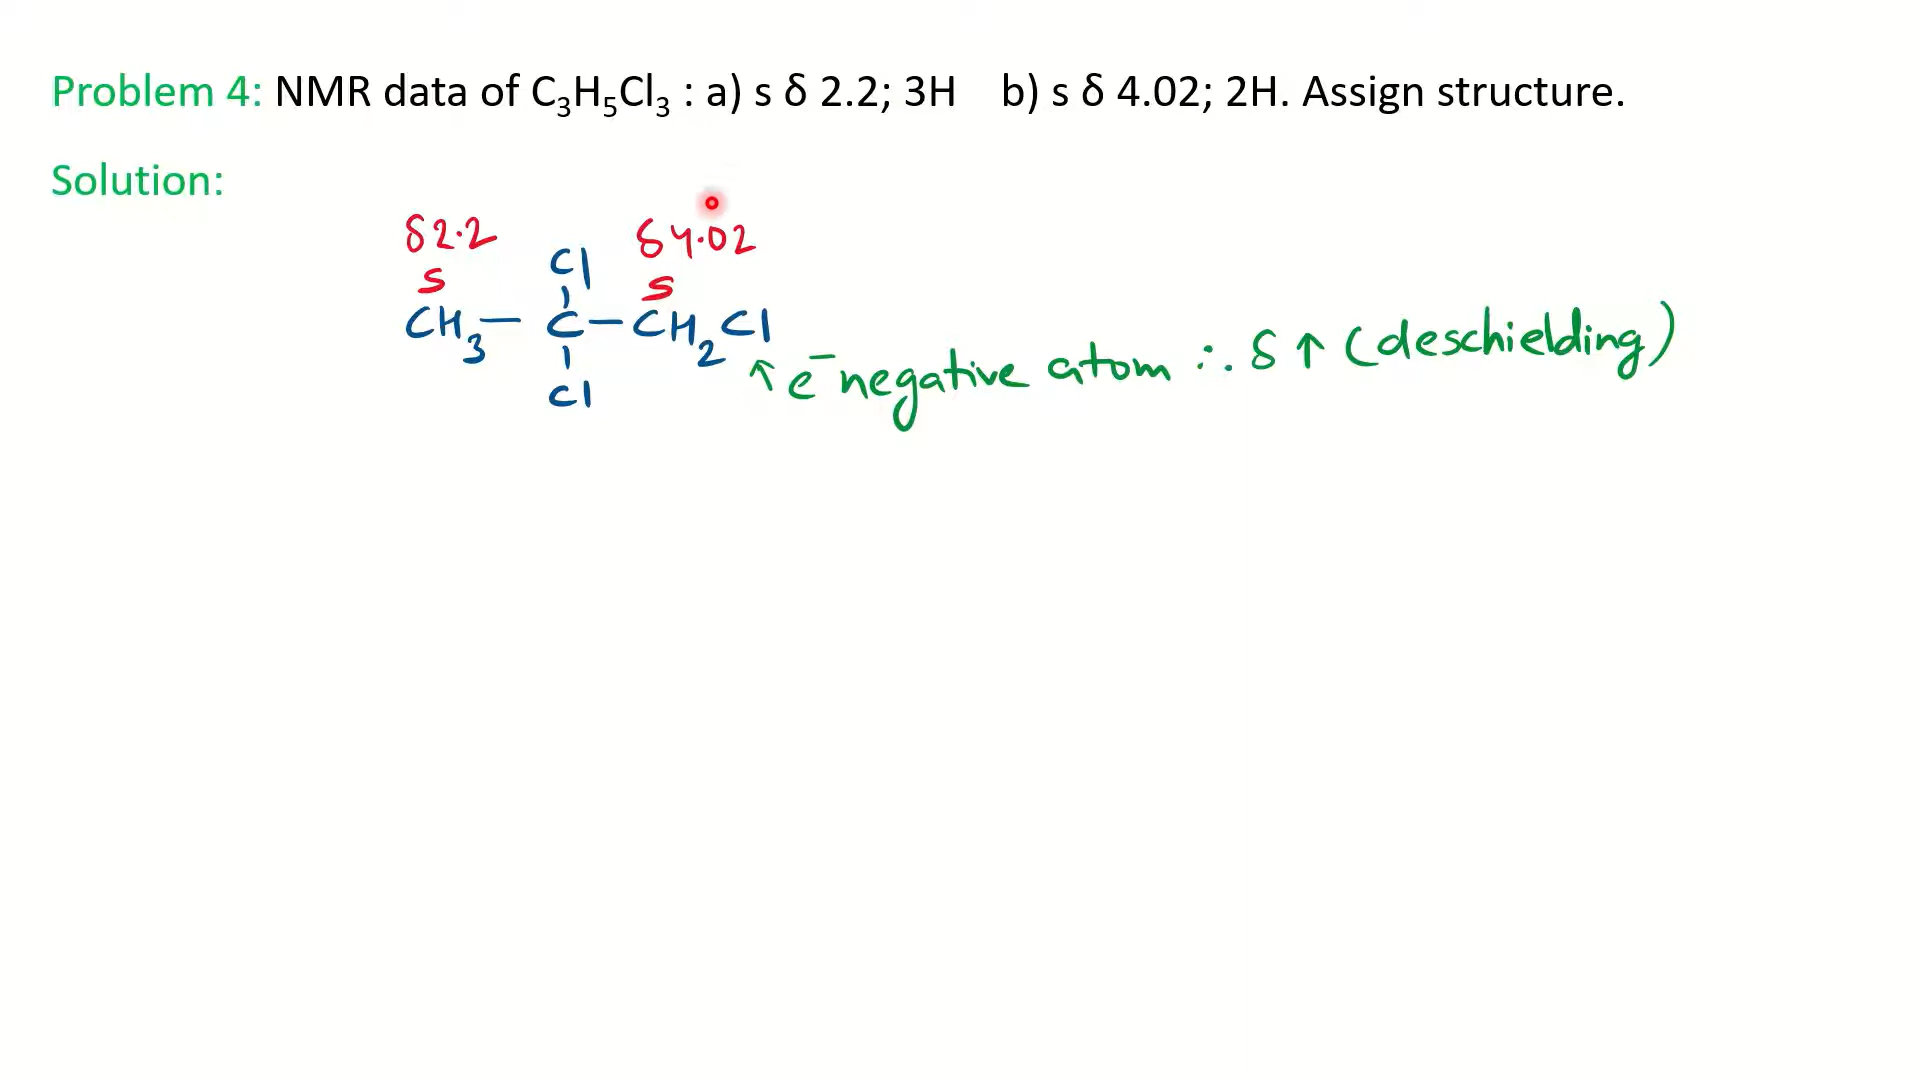 Problem 4: NMR data of C₃H₅Cl₃ : a) s δ 2.2; 3H b) s δ 4.02; 2H. Assign structure.
Solution:
δ2.2 δ4.02
Cl
s s
CH₃— C —CH₂Cl
↑ e⁻negative atom ∴ δ ↑ (deschielding)
Cl